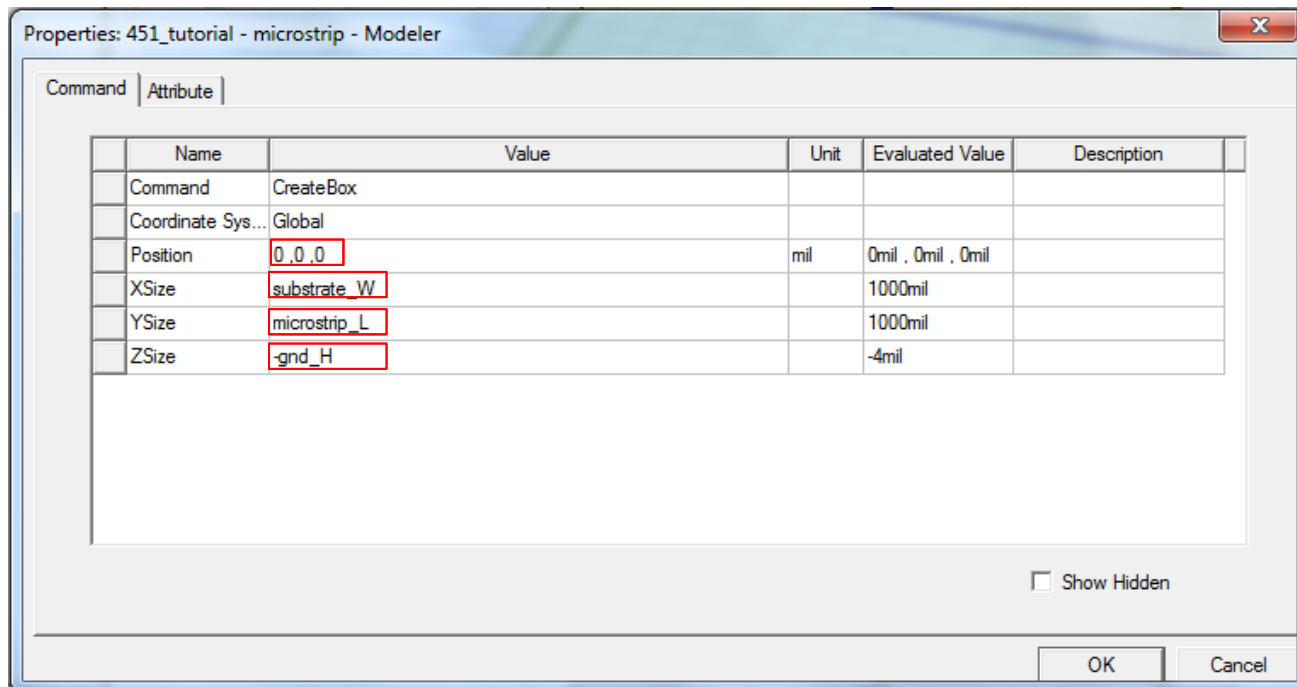 Properties: 451_tutorial - microstrip - Modeler
x
Command Attribute
Name Value Unit Evaluated Value Description
Command CreateBox
Coordinate Sys... Global
Position 0 ,0 ,0 mil 0mil , 0mil , 0mil
XSize substrate_W 1000mil
YSize microstrip_L 1000mil
ZSize -gnd_H -4mil
Show Hidden
OK Cancel